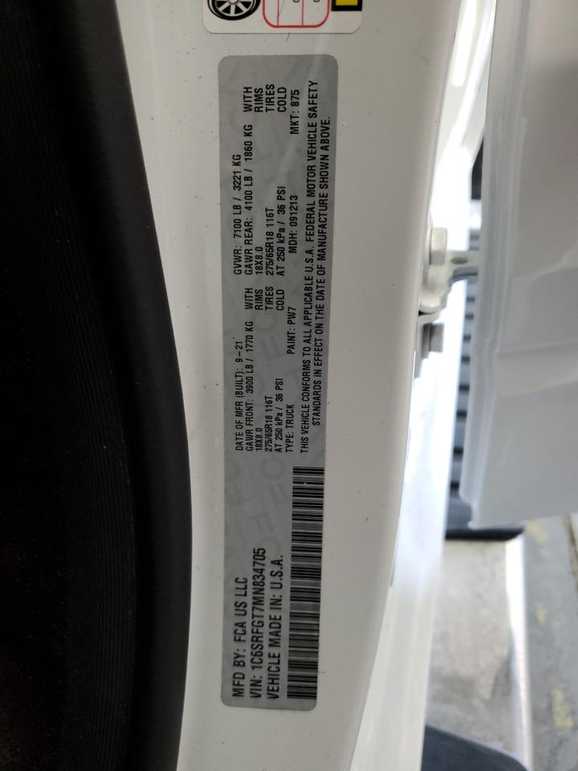 MFD BY: FCA US LLC
DATE OF MFR (BUILT): 9-21
GVWR: 7100 LB / 3221 KG
GAWR FRONT: 3900 LB / 1770 KG WITH
18X8.0 RIMS
275/65R18 116T TIRES
AT 250 kPa / 36 PSI COLD
GAWR REAR: 4100 LB / 1860 KG WITH
18X8.0 RIMS
275/65R18 116T TIRES
AT 250 kPa / 36 PSI COLD
VIN: 1C6SRFGT7MN834705
TYPE: TRUCK
PAINT: PW7
MDH: 091213
MKT: 875
VEHICLE MADE IN: U.S.A.
THIS VEHICLE CONFORMS TO ALL APPLICABLE U.S.A. FEDERAL MOTOR VEHICLE SAFETY
STANDARDS IN EFFECT ON THE DATE OF MANUFACTURE SHOWN ABOVE.